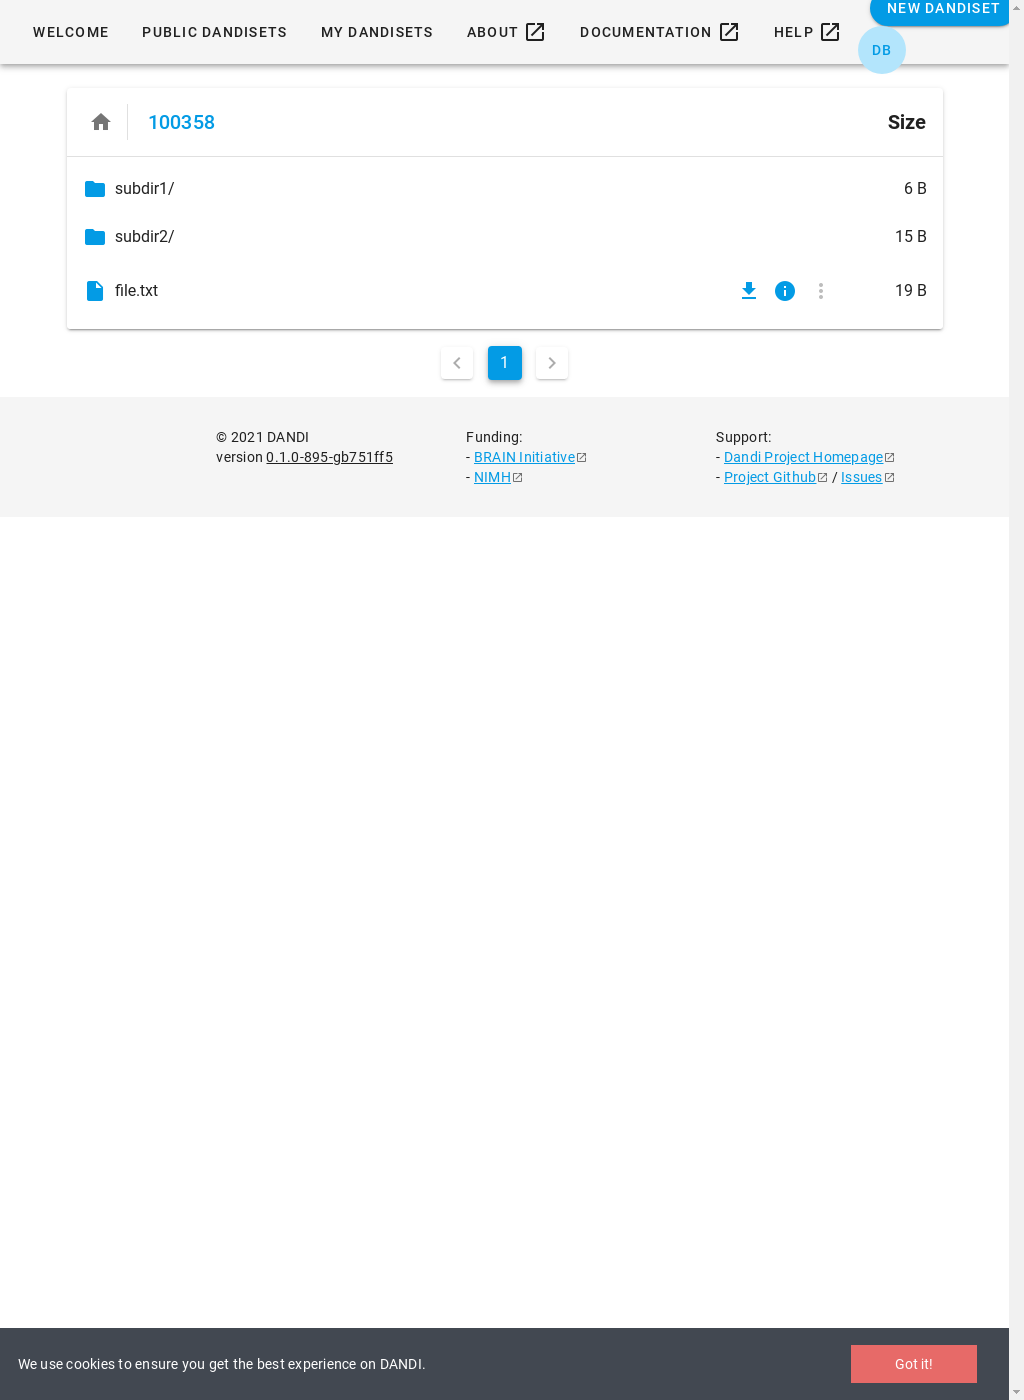 WELCOME PUBLIC DANDISETS MY DANDISETS ABOUT DOCUMENTATION HELP NEW DANDISET
DB
100358 Size
subdir1/ 6 B
subdir2/ 15 B
file.txt 19 B
1
© 2021 DANDI
version 0.1.0-895-gb751ff5
Funding:
- BRAIN Initiative
- NIMH
Support:
- Dandi Project Homepage
- Project Github / Issues
We use cookies to ensure you get the best experience on DANDI. Got it!